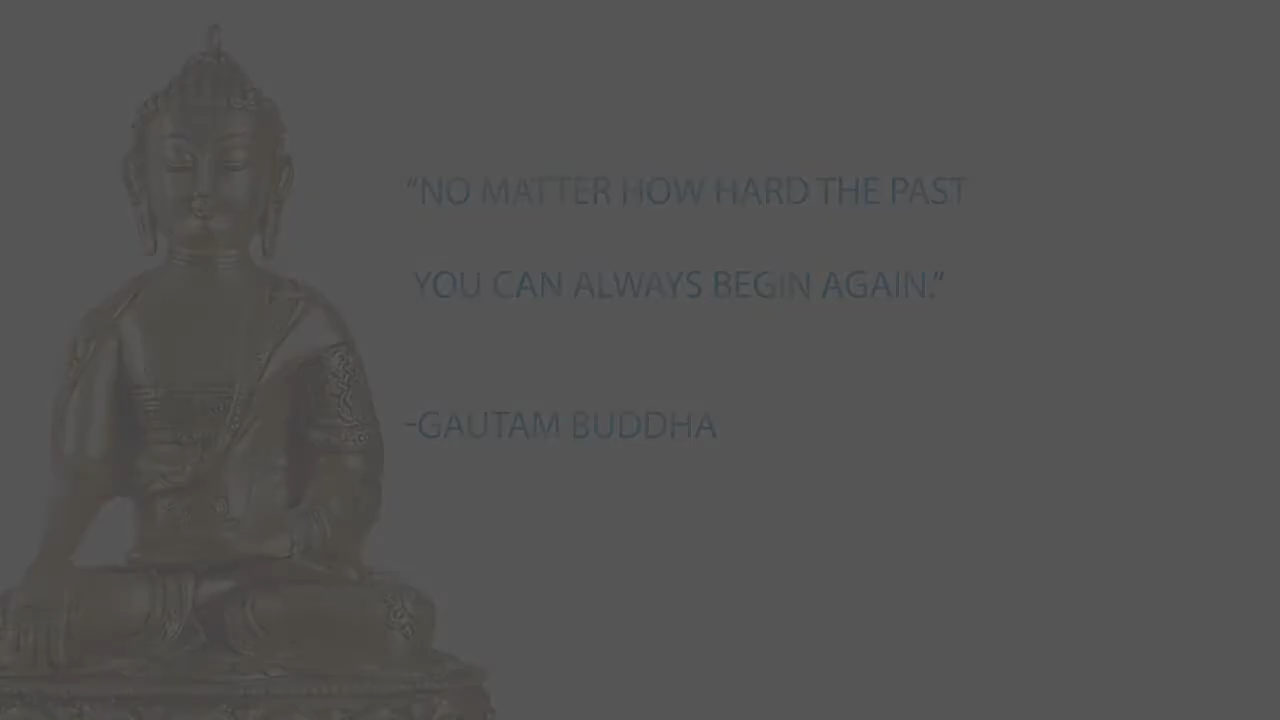 “NO MATTER HOW HARD THE PAST
YOU CAN ALWAYS BEGIN AGAIN.”
-GAUTAM BUDDHA